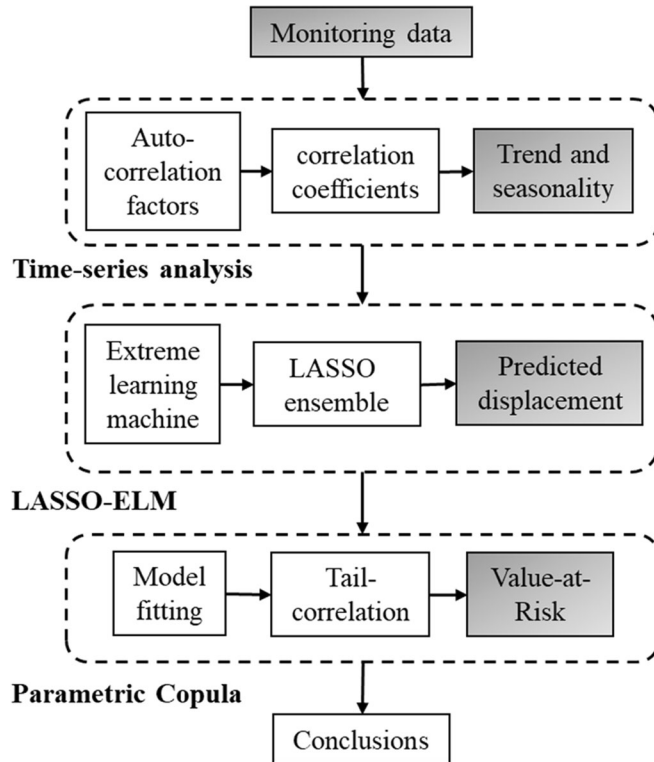 Monitoring data
Auto-
correlation
factors
correlation
coefficients
Trend and
seasonality
Time-series analysis
Extreme
learning
machine
LASSO
ensemble
Predicted
displacement
LASSO-ELM
Model
fitting
Tail-
correlation
Value-at-
Risk
Parametric Copula
Conclusions